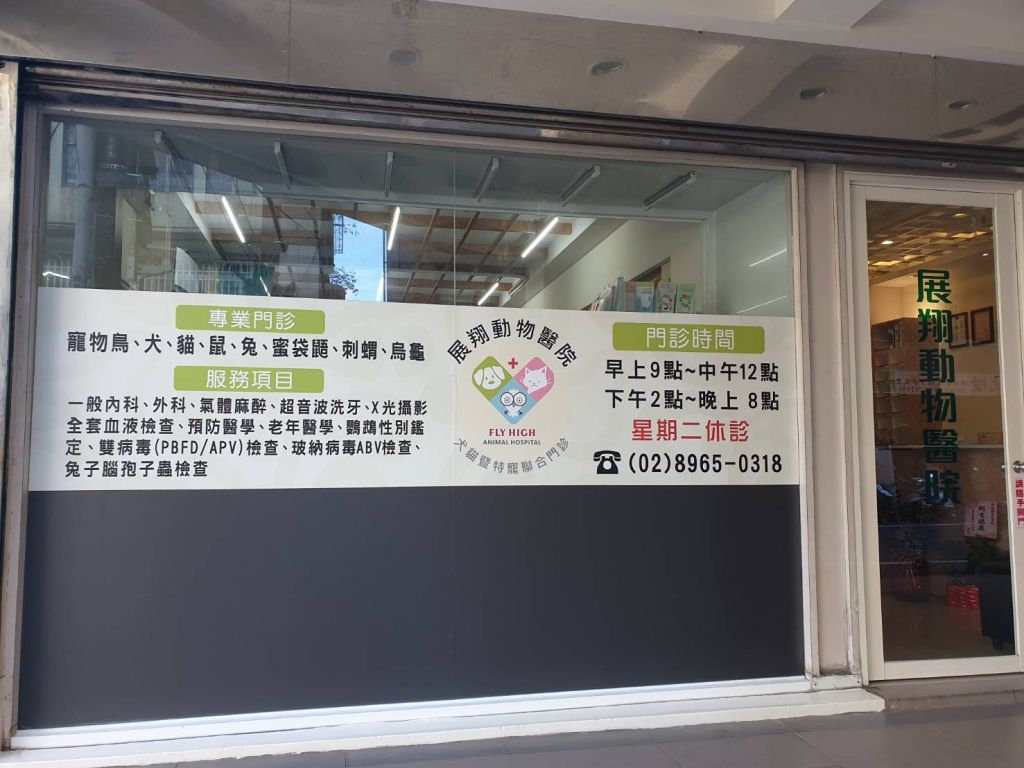 專業門診
寵物鳥、犬、貓、鼠、兔、蜜袋鼯、刺蝟、烏龜
服務項目
一般內科、外科、氣體麻醉、超音波洗牙、X光攝影
全套血液檢查、預防醫學、老年醫學、鸚鵡性別鑑
定、雙病毒(PBFD/APV)檢查、玻納病毒ABV檢查、
兔子腦孢子蟲檢查
展翔動物醫院
FLY HIGH
ANIMAL HOSPITAL
犬貓暨特寵聯合門診
門診時間
早上9點~中午12點
下午2點~晚上 8點
星期二休診
☎(02)8965-0318
展翔動物醫院
請隨手關門